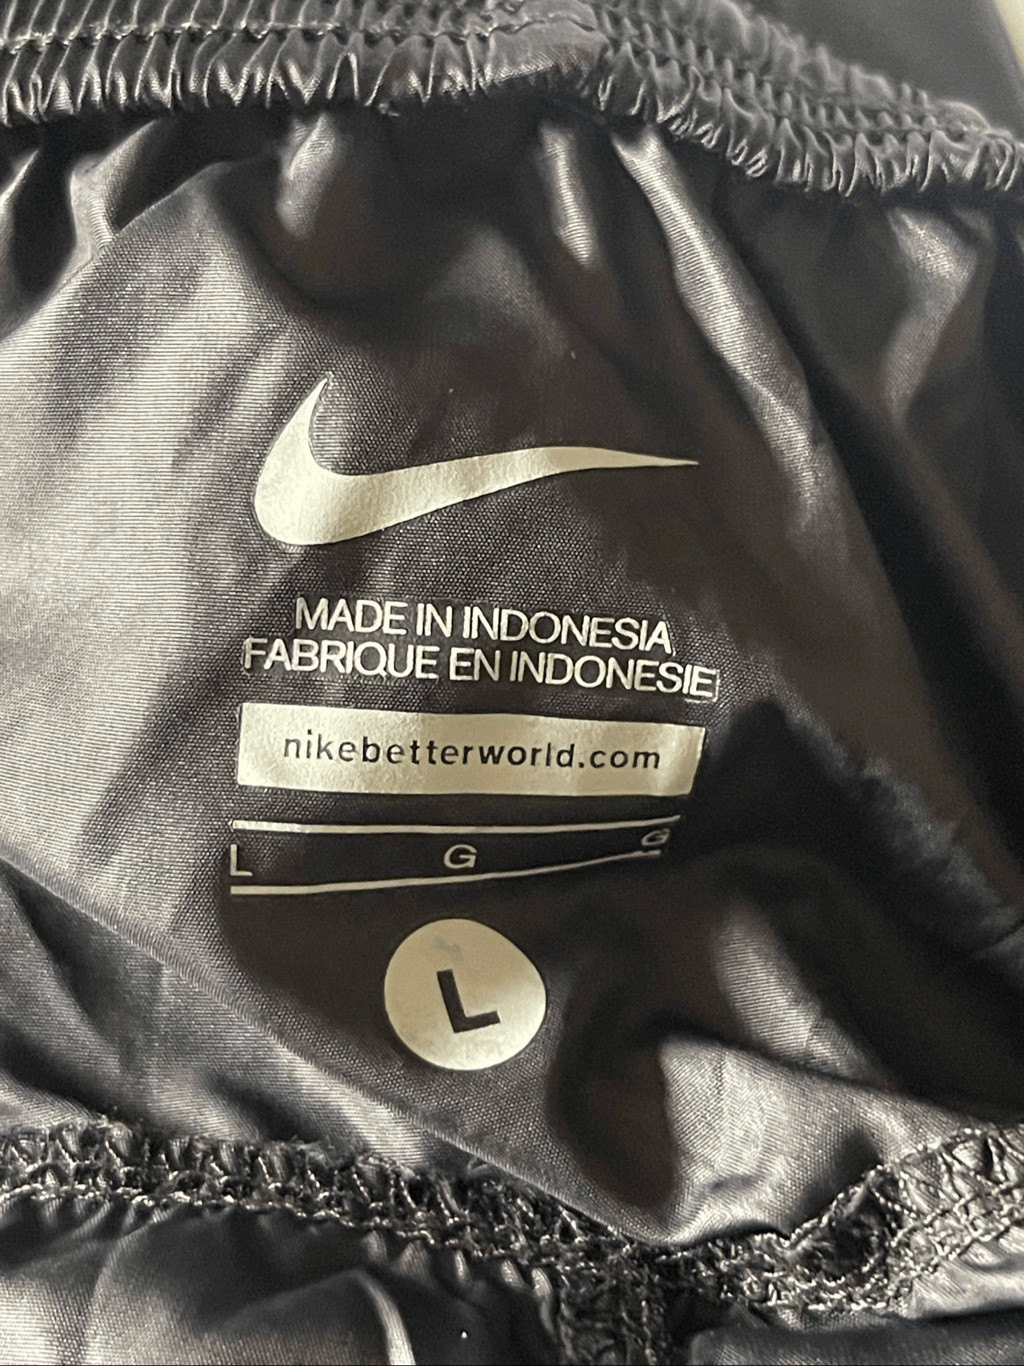 MADE IN INDONESIA
FABRIQUE EN INDONESIE
nikebetterworld.com
L G G
L